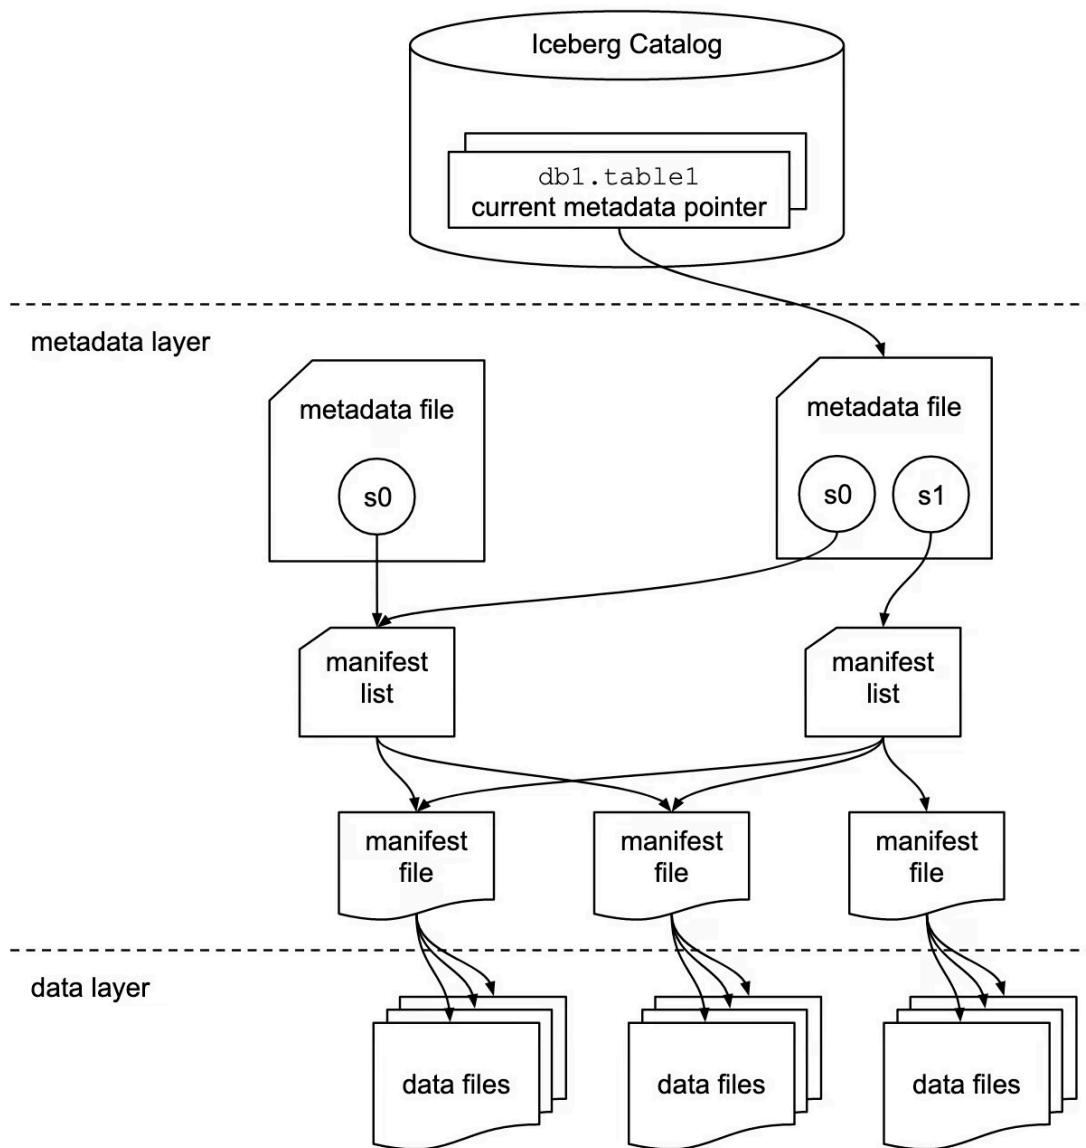 Iceberg Catalog
db1.table1
current metadata pointer
metadata layer
metadata file
s0
metadata file
s0
s1
manifest
list
manifest
list
manifest
file
manifest
file
manifest
file
data layer
data files
data files
data files